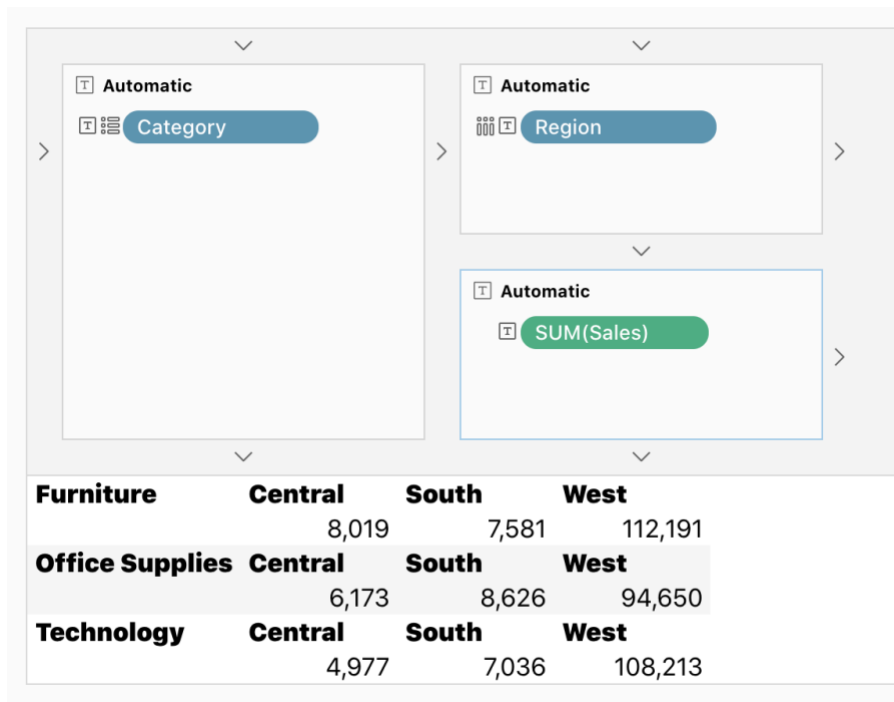 Automatic
Category
Automatic
Region
Automatic
SUM(Sales)
Furniture Central South West
8,019 7,581 112,191
Office Supplies Central South West
6,173 8,626 94,650
Technology Central South West
4,977 7,036 108,213